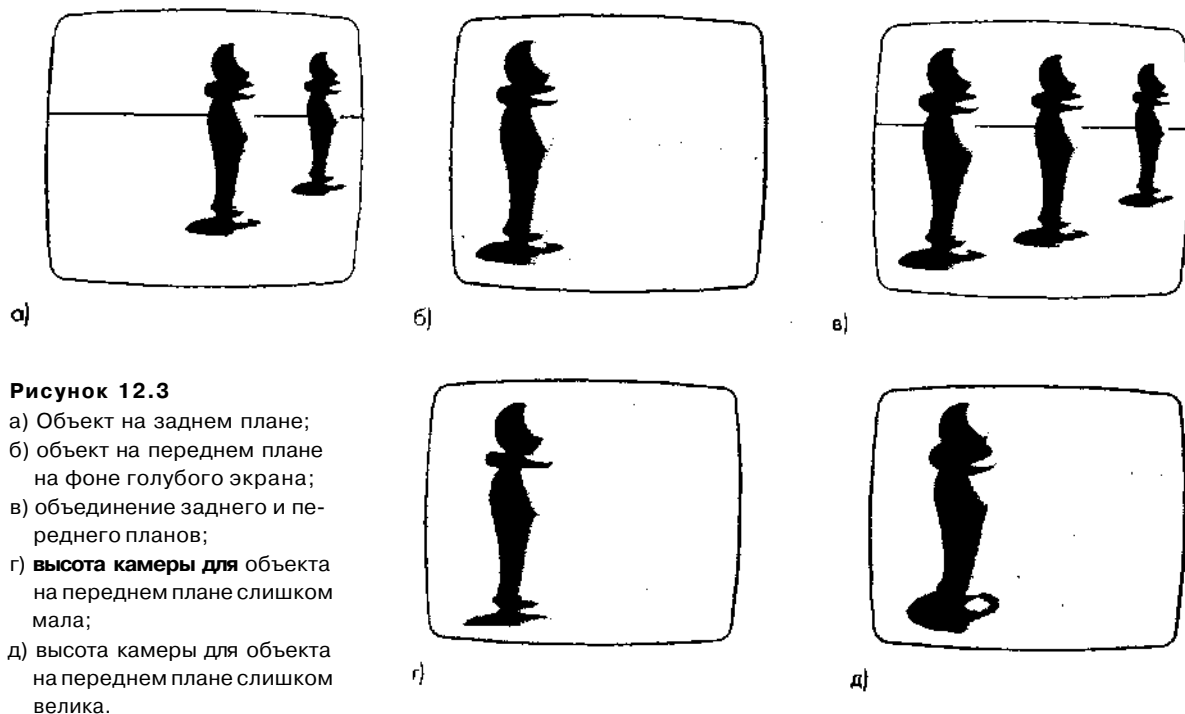 а)
б)
в)
Рисунок 12.3
а) Объект на заднем плане;
б) объект на переднем плане
на фоне голубого экрана;
в) объединение заднего и пе-
реднего планов;
г) высота камеры для объекта
на переднем плане слишком
мала;
д) высота камеры для объекта
на переднем плане слишком
велика.
г)
д)